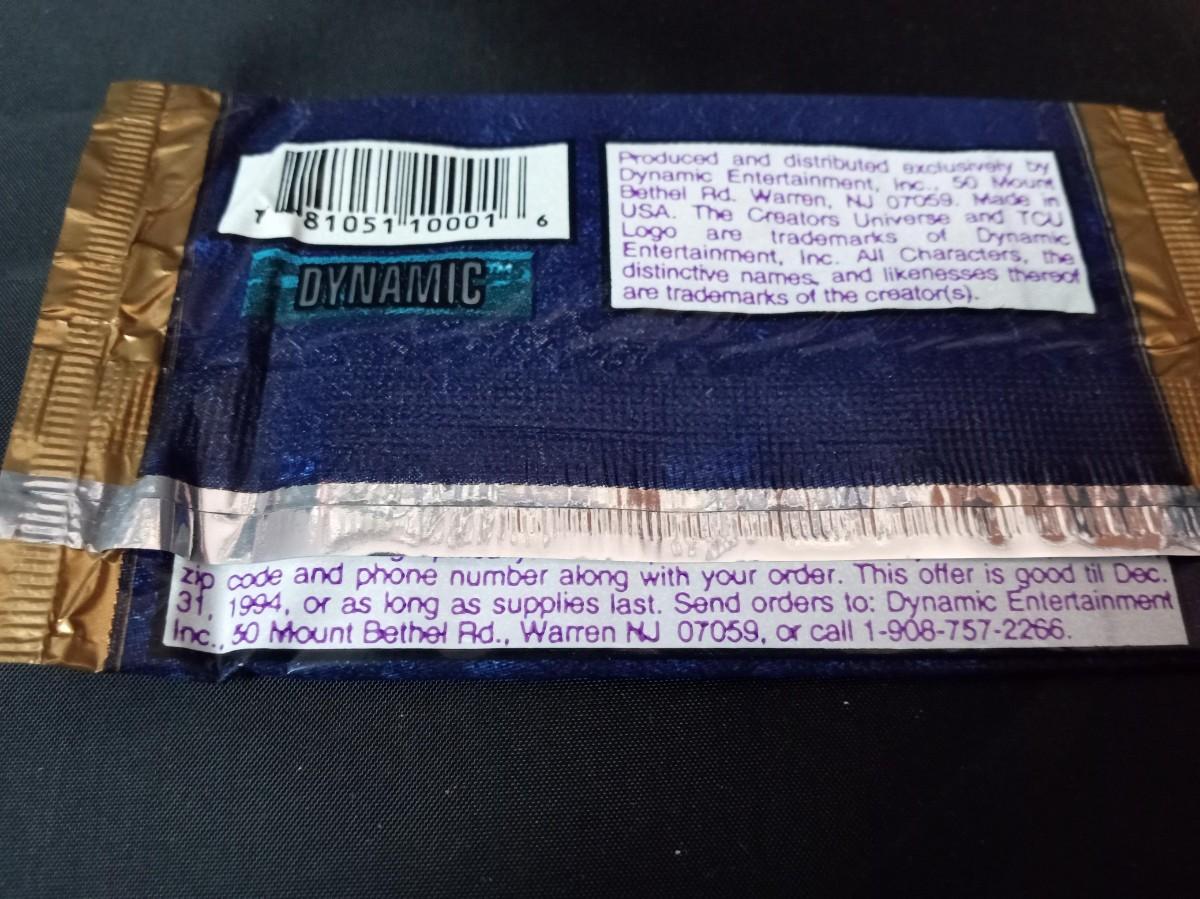 7 81051 10001 6
DYNAMIC™
Produced and distributed exclusively by
Dynamic Entertainment, Inc., 50 Mount
Bethel Rd. Warren, NJ 07059. Made in
USA. The Creators Universe and TCU
Logo are trademarks of Dynamic
Entertainment, Inc. All Characters, the
distinctive names, and likenesses thereof
are trademarks of the creator(s).
zip code and phone number along with your order. This offer is good til Dec.
31, 1994, or as long as supplies last. Send orders to: Dynamic Entertainment
Inc., 50 Mount Bethel Rd., Warren NJ 07059, or call 1-908-757-2266.